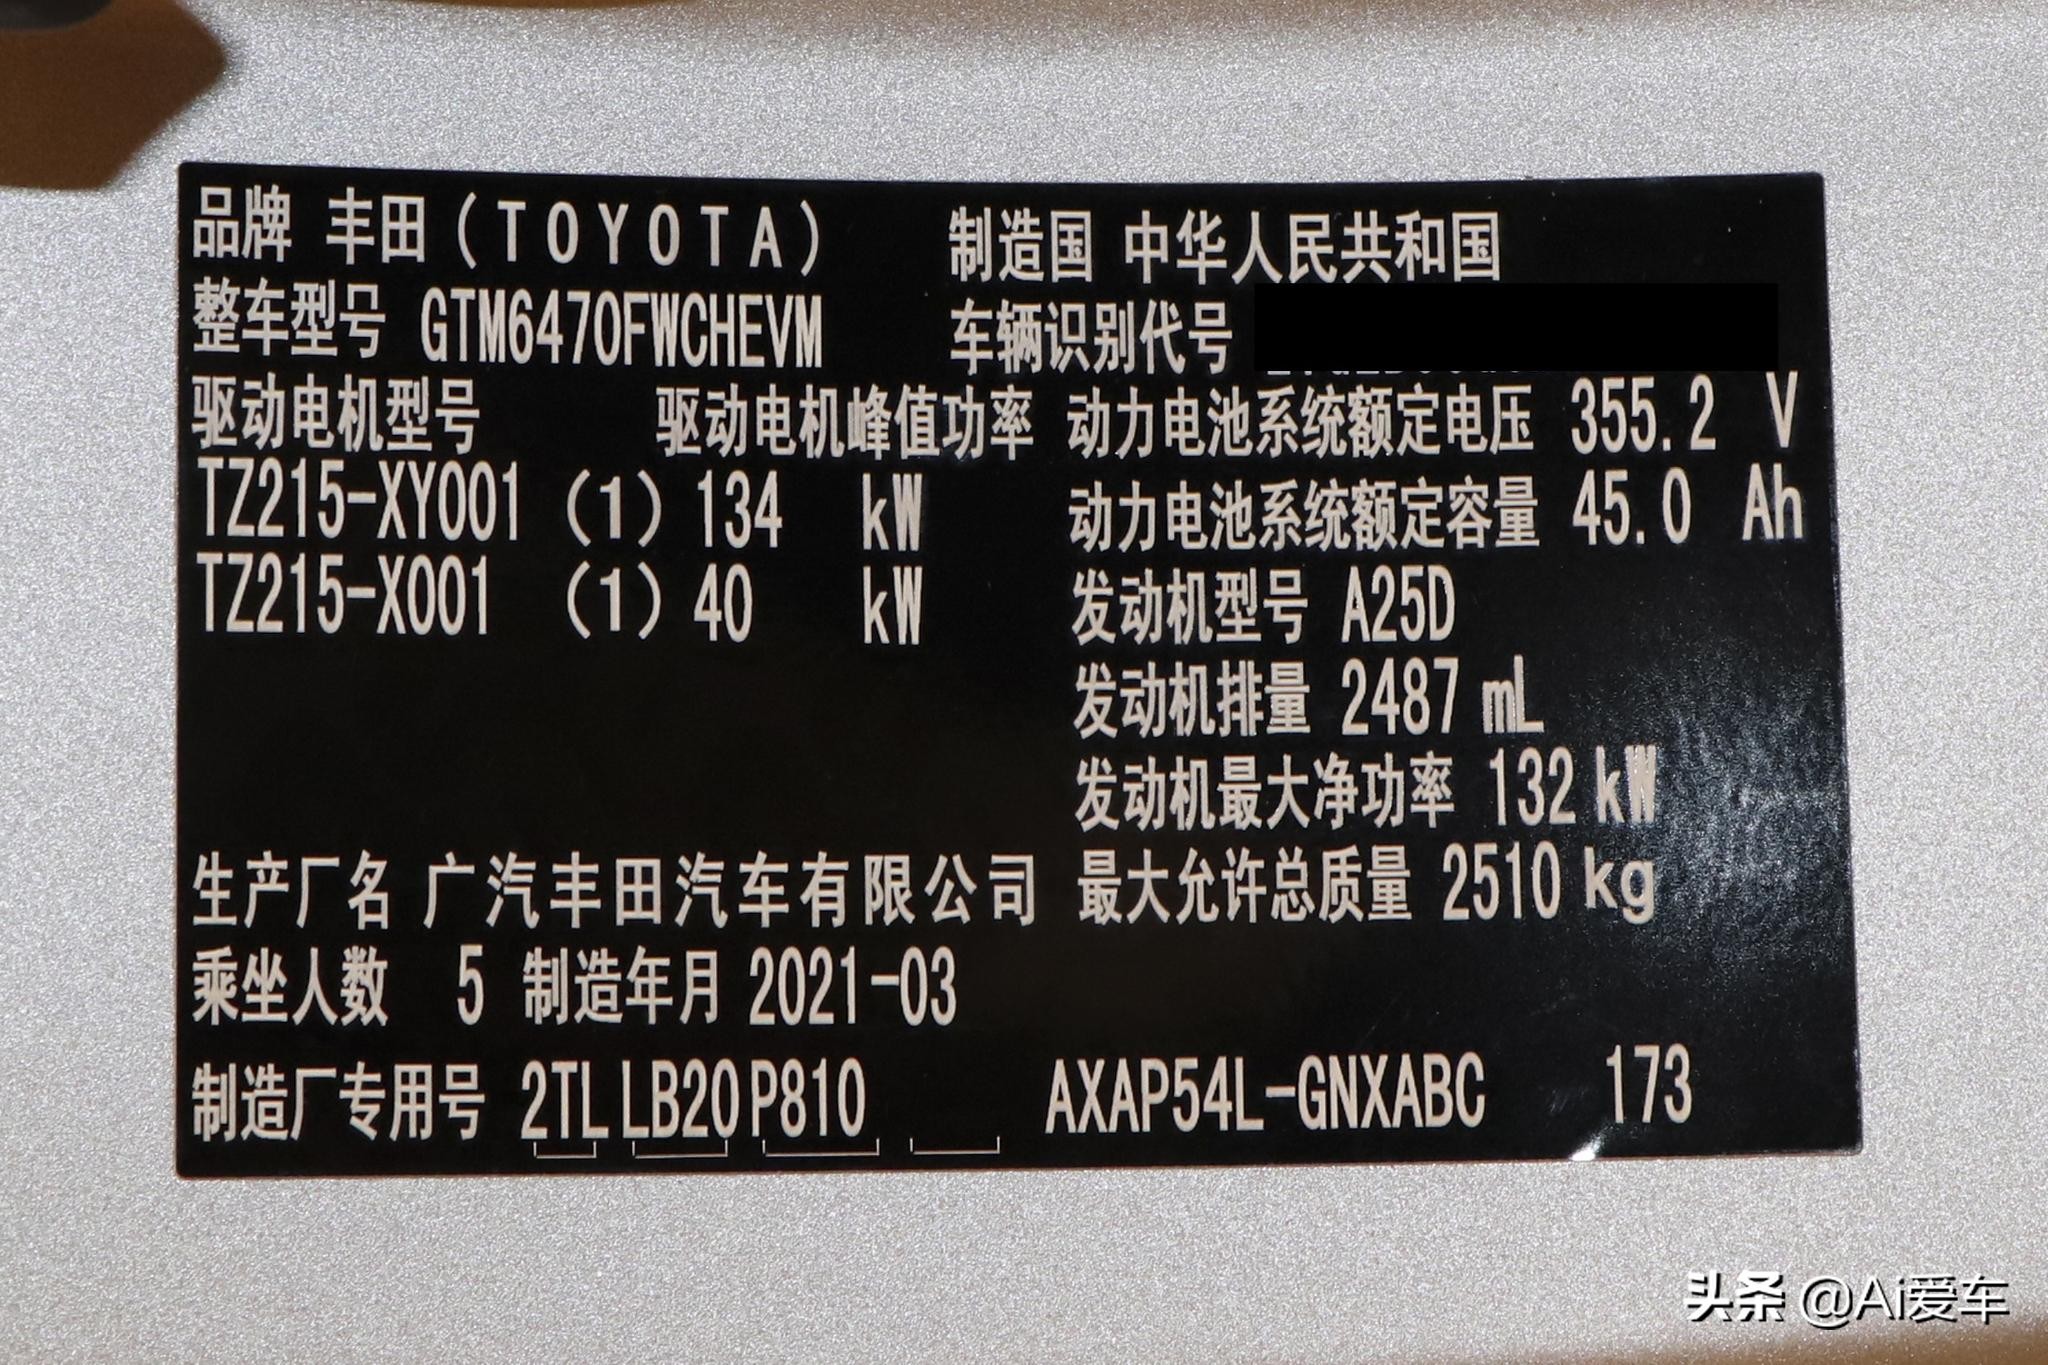 品牌 丰田(TOYOTA) 制造国 中华人民共和国
整车型号 GTM6470FWCHEVM 车辆识别代号
驱动电机型号 驱动电机峰值功率 动力电池系统额定电压 355.2 V
TZ215-XY001 (1) 134 kW 动力电池系统额定容量 45.0 Ah
TZ215-X001 (1) 40 kW 发动机型号 A25D
发动机排量 2487 mL
发动机最大净功率 132 kW
生产厂名 广汽丰田汽车有限公司 最大允许总质量 2510 kg
乘坐人数 5 制造年月 2021-03
制造厂专用号 2TL LB20 P810 AXAP54L-GNXABC 173
头条 @Ai爱车